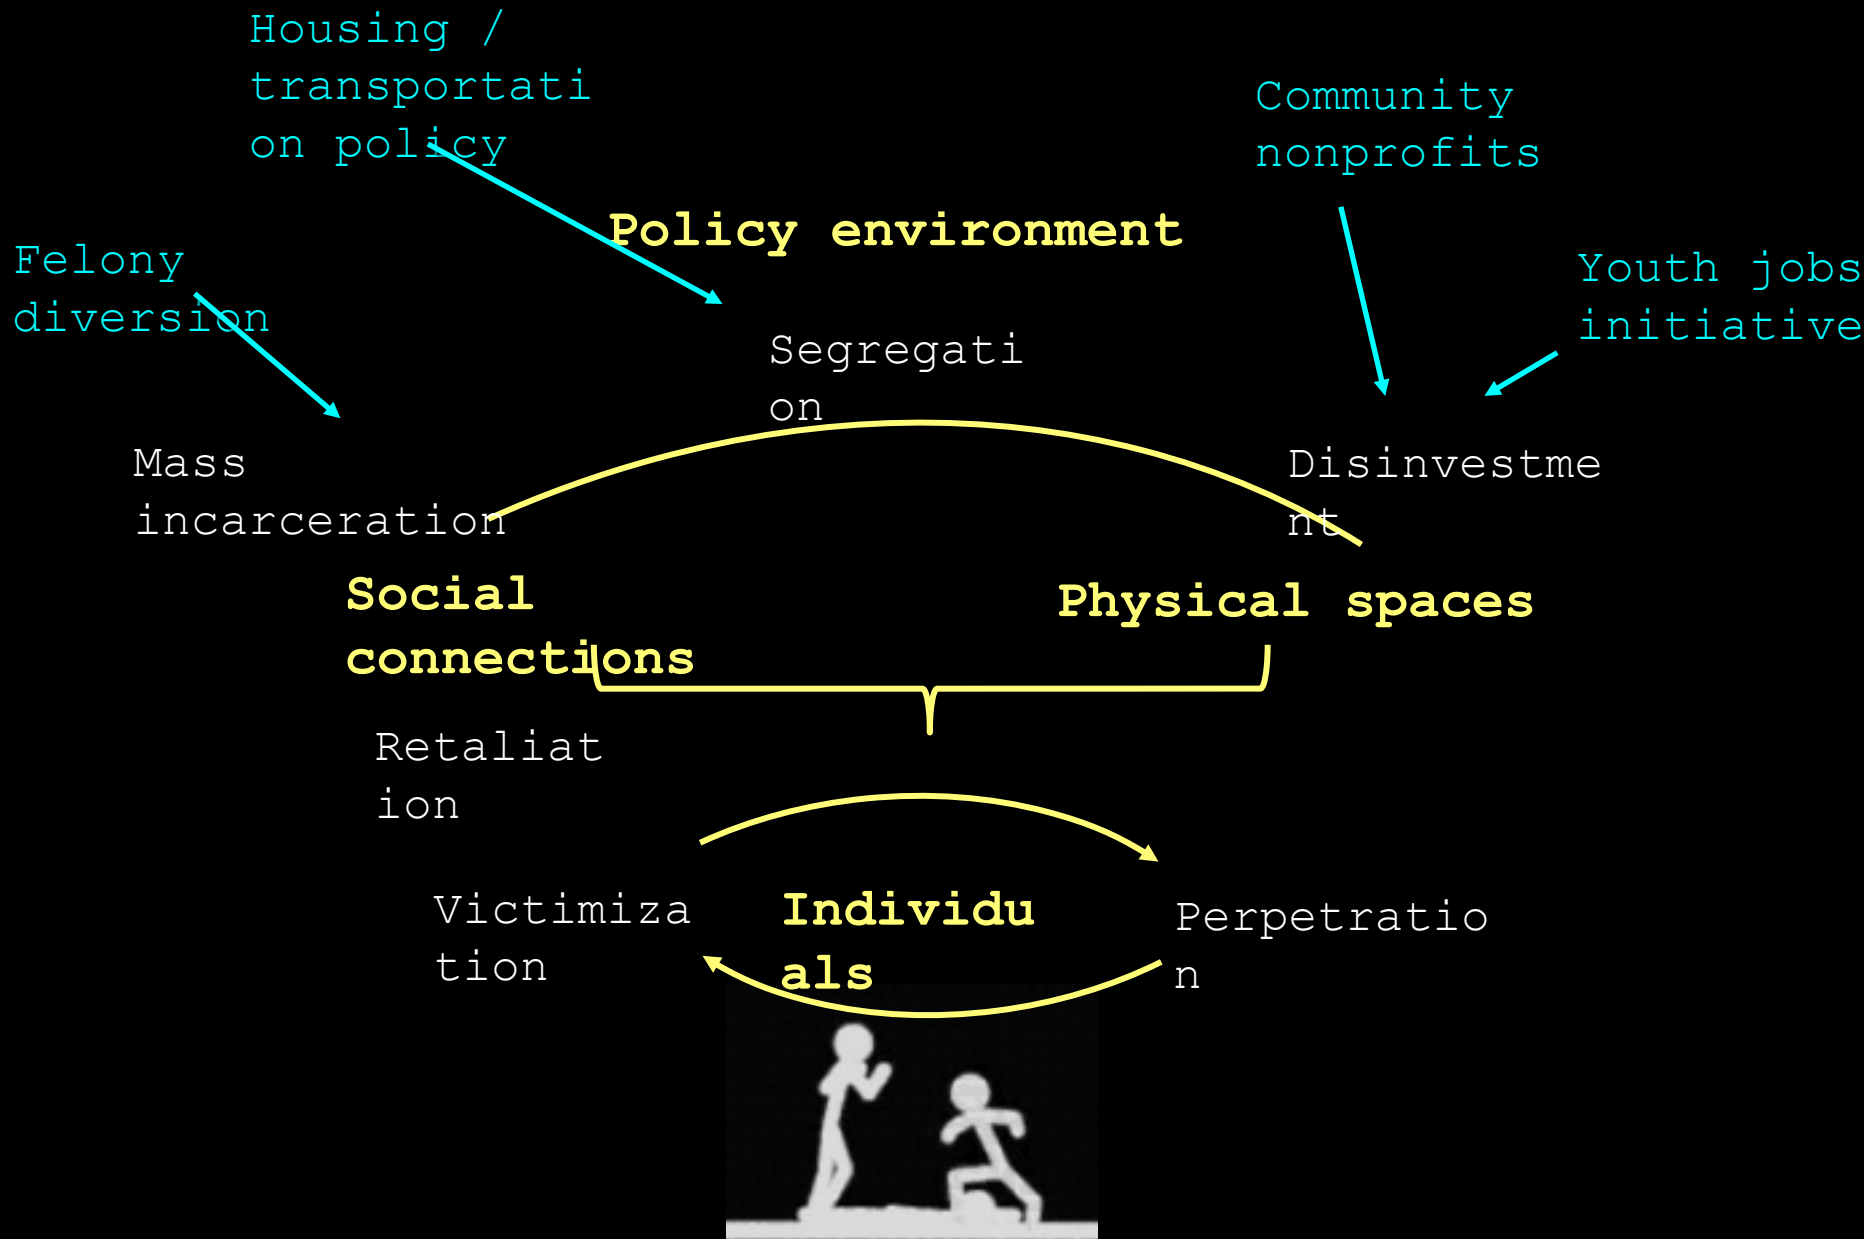 Housing /
transportati
on policy
Community
nonprofits
Policy environment
Felony
diversion
Youth jobs
initiative
Segregati
on
Mass
incarceration
Disinvestme
nt
Social
connections
Physical spaces
Retaliat
ion
Victimiza
tion
Individu
als
Perpetratio
n